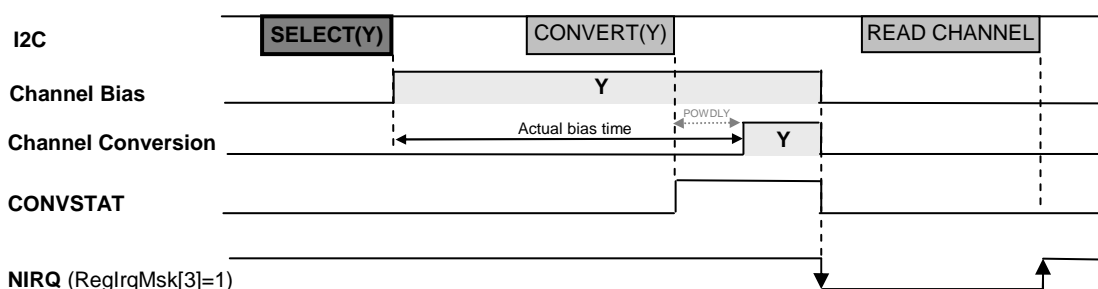 I2C SELECT(Y) CONVERT(Y) READ CHANNEL
Channel Bias Y
POWDLY
Actual bias time
Channel Conversion Y
CONVSTAT
NIRQ (RegIrqMsk[3]=1)